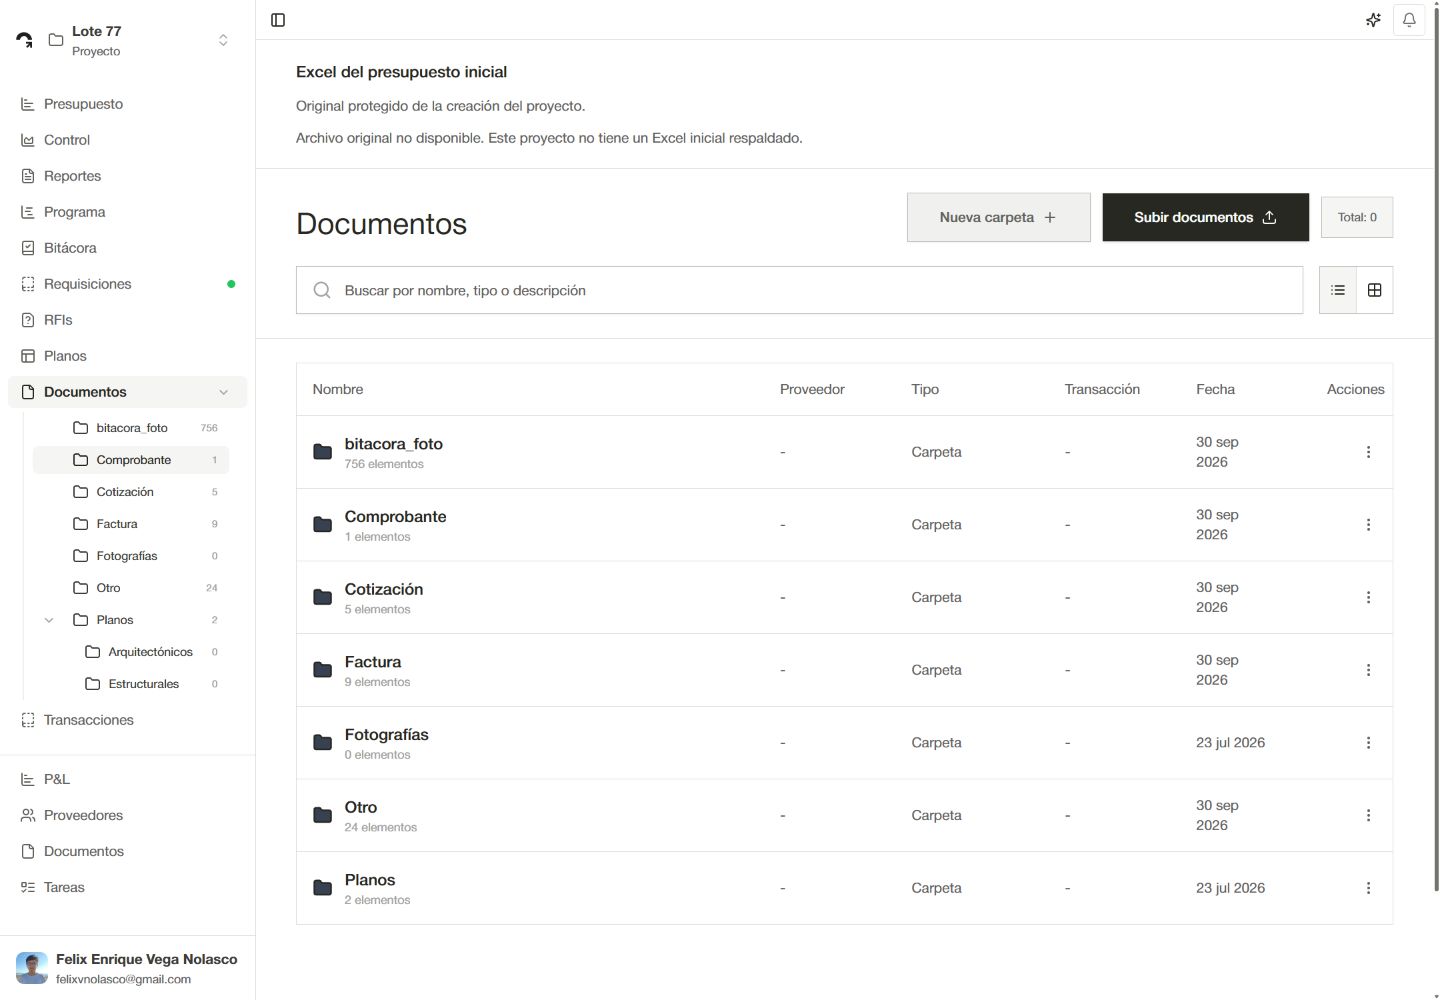 Lote 77
Proyecto
Presupuesto
Control
Reportes
Programa
Bitácora
Requisiciones
RFIs
Planos
Documentos
bitacora_foto 756
Comprobante 1
Cotización 5
Factura 9
Fotografías 0
Otro 24
Planos 2
Arquitectónicos 0
Estructurales 0
Transacciones
P&L
Proveedores
Documentos
Tareas
Felix Enrique Vega Nolasco
felixvnolasco@gmail.com
Excel del presupuesto inicial
Original protegido de la creación del proyecto.
Archivo original no disponible. Este proyecto no tiene un Excel inicial respaldado.
Documentos
Nueva carpeta
Subir documentos
Total: 0
Buscar por nombre, tipo o descripción
Nombre Proveedor Tipo Transacción Fecha Acciones
bitacora_foto
756 elementos
- Carpeta - 30 sep
2026
Comprobante
1 elementos
- Carpeta - 30 sep
2026
Cotización
5 elementos
- Carpeta - 30 sep
2026
Factura
9 elementos
- Carpeta - 30 sep
2026
Fotografías
0 elementos
- Carpeta - 23 jul 2026
Otro
24 elementos
- Carpeta - 30 sep
2026
Planos
2 elementos
- Carpeta - 23 jul 2026